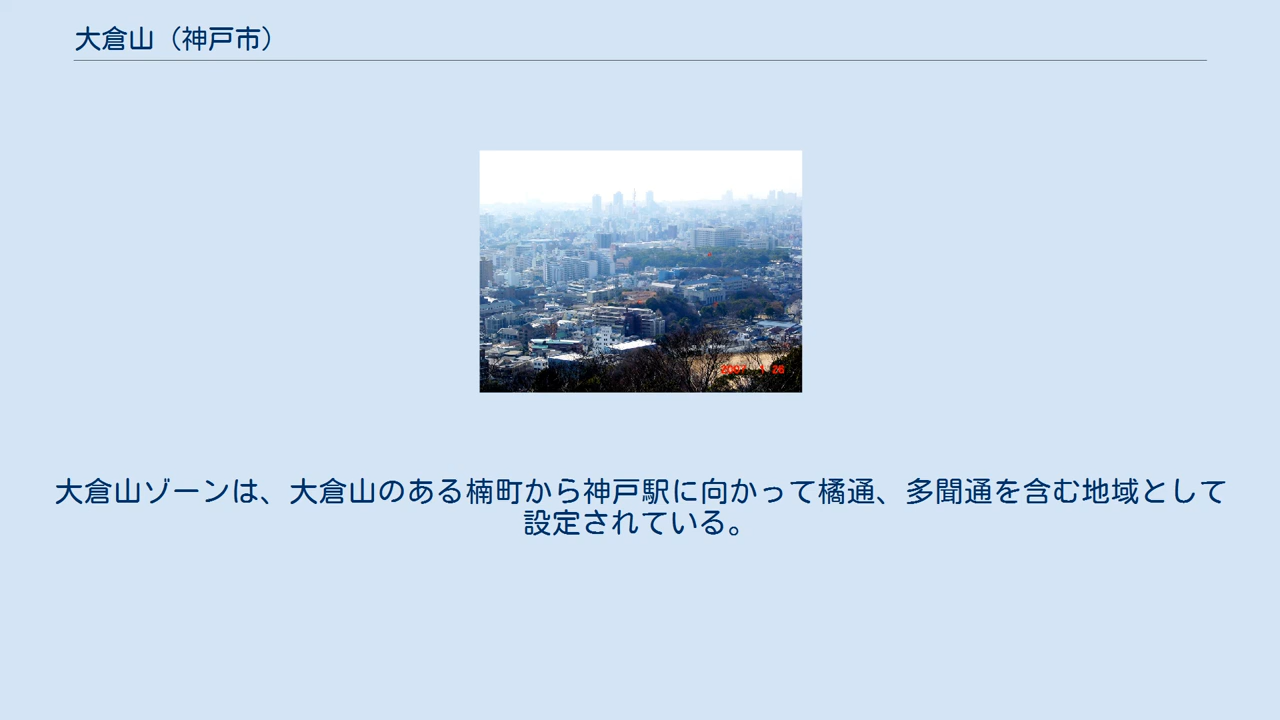 大倉山（神戸市）
大倉山ゾーンは、大倉山のある楠町から神戸駅に向かって橘通、多聞通を含む地域として
設定されている。